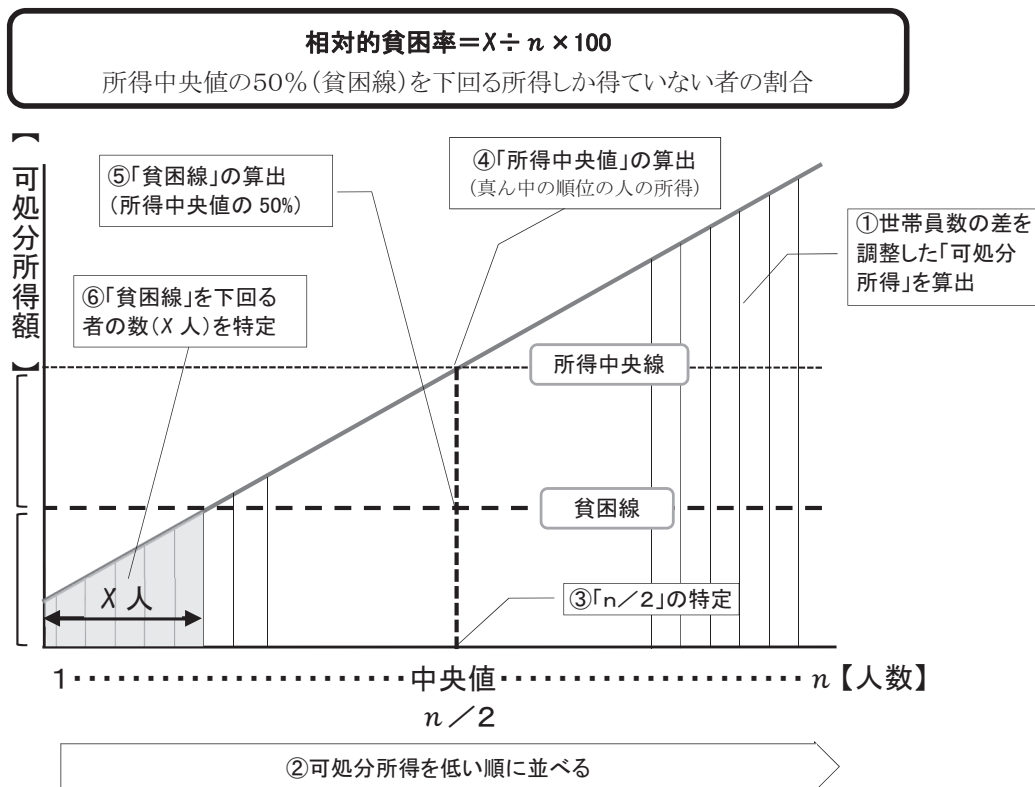 相対的貧困率＝X÷n×100
所得中央値の50％(貧困線)を下回る所得しか得ていない者の割合
【可処分所得額】
⑤「貧困線」の算出
(所得中央値の 50%)
④「所得中央値」の算出
(真ん中の順位の人の所得)
①世帯員数の差を
調整した「可処分
所得」を算出
⑥「貧困線」を下回る
者の数(X 人)を特定
所得中央線
貧困線
X 人
③「n／2」の特定
1・・・・・・・・・・・・・・・・・・・・・中央値・・・・・・・・・・・・・・・・・・・・n【人数】
n／2
②可処分所得を低い順に並べる